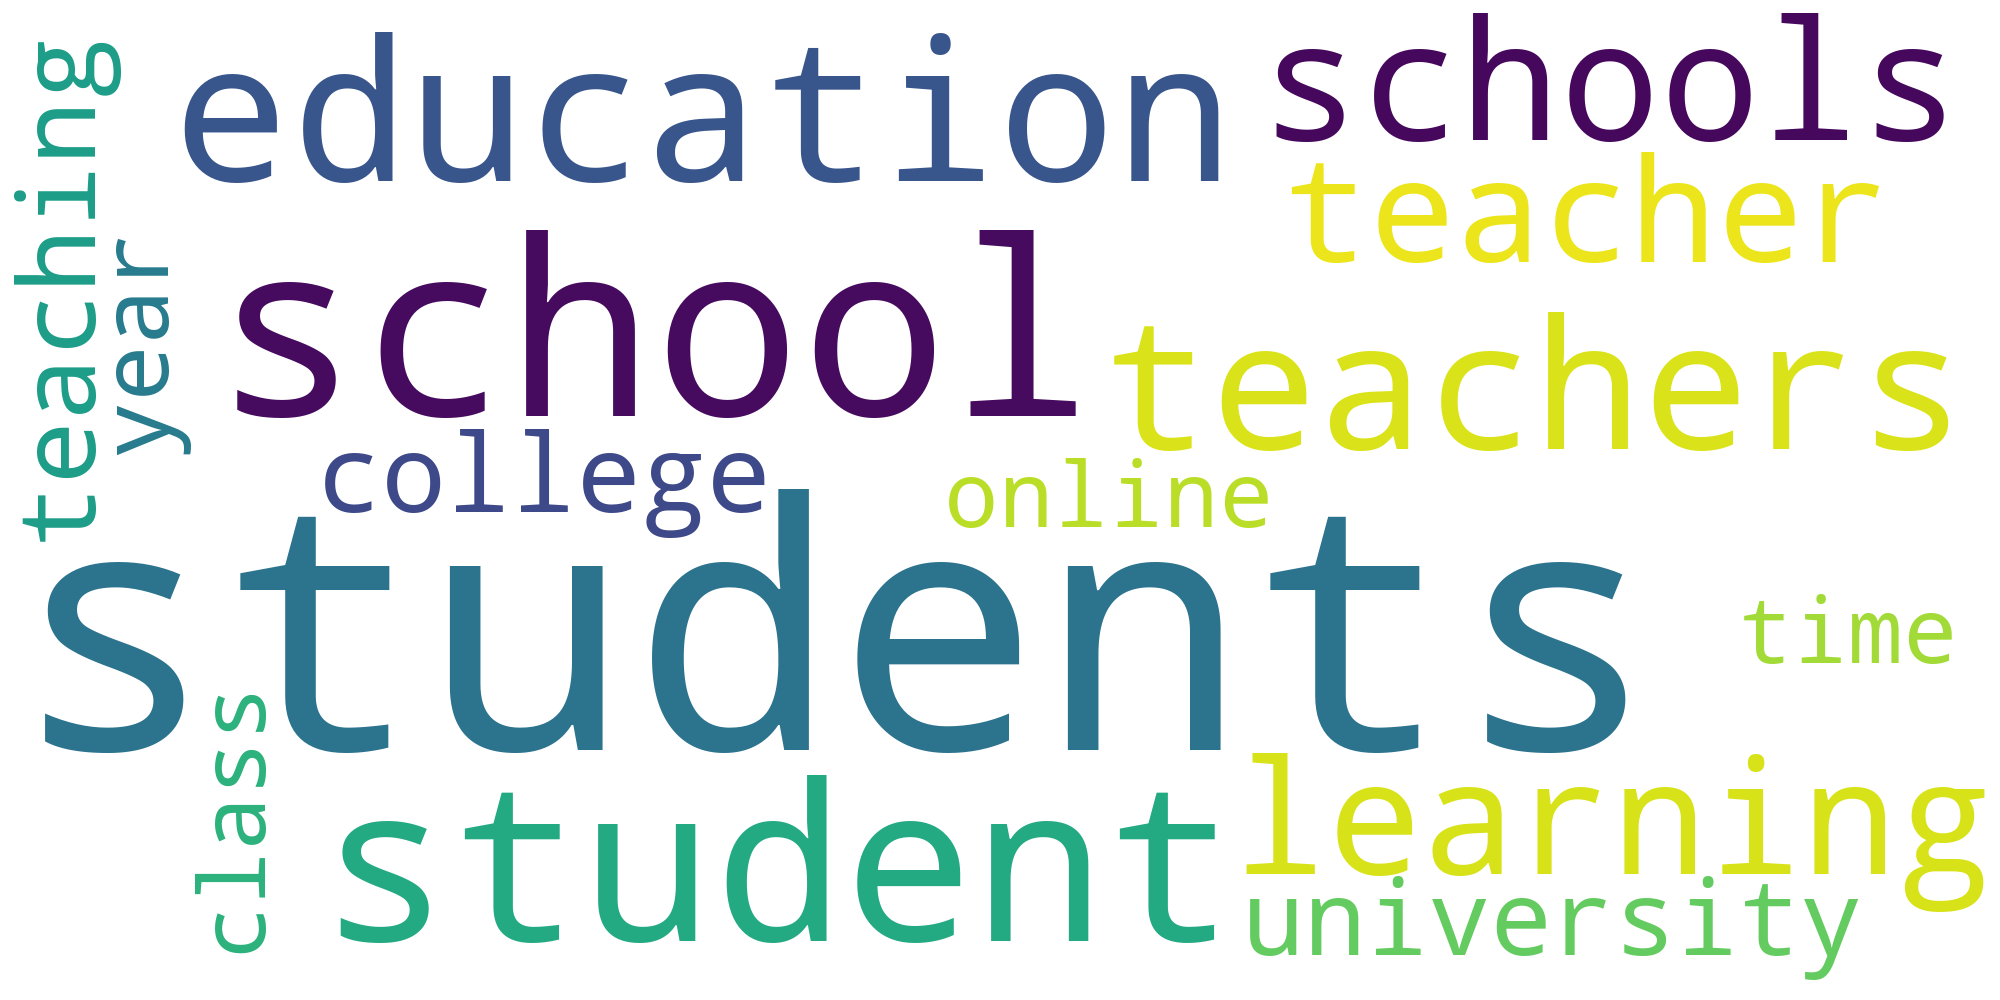 education
schools
teaching
teacher
year
school
teachers
college
online
students
time
class
student
learning
university